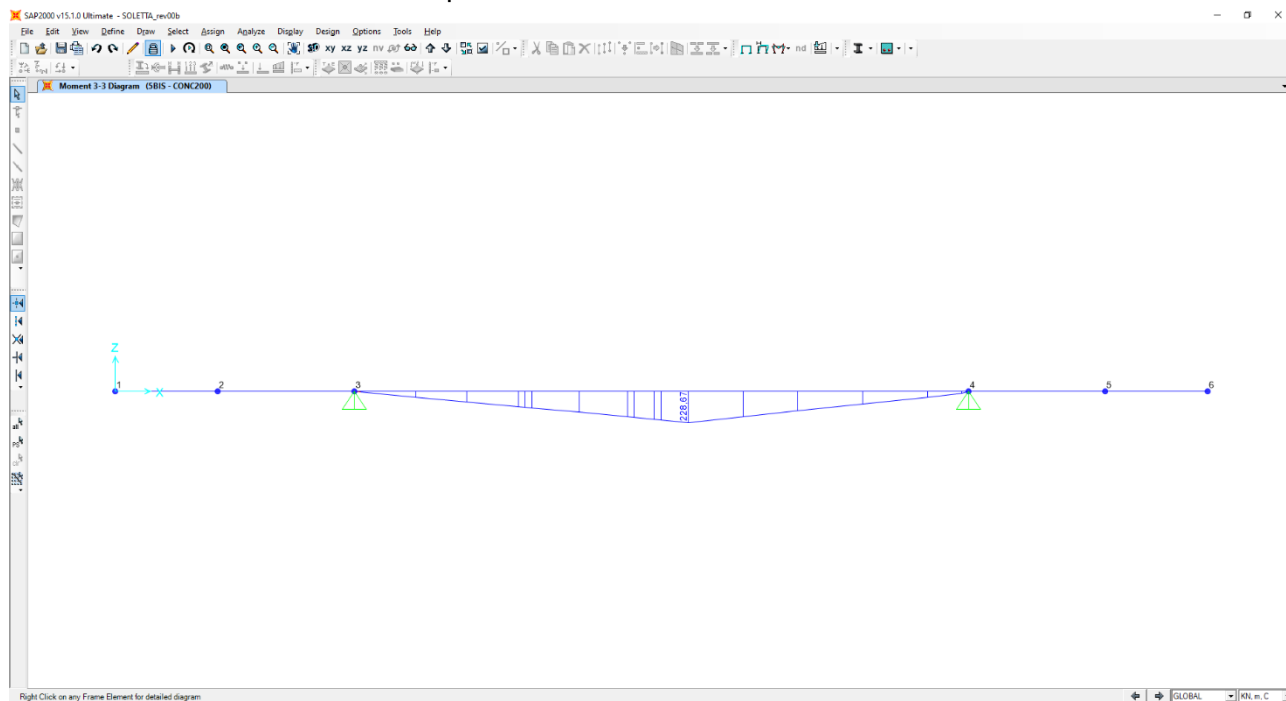 SAP2000 v15.1.0 Ultimate - SOLETTA_rev00b
File Edit View Define Draw Select Assign Analyze Display Design Options Tools Help
xy xz yz nv nd
Moment 3-3 Diagram (5BIS - CONC200)
Z
X
1 2 3 4 5 6
228.67
all
PS
Right Click on any Frame Element for detailed diagram
GLOBAL
KN, m, C